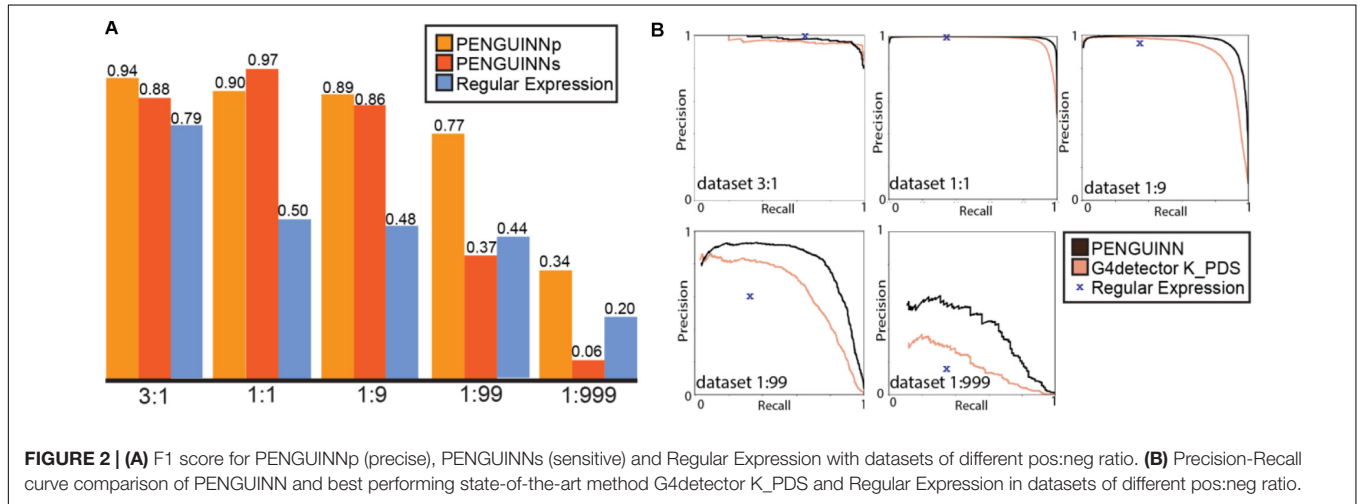 A
PENGUINNp
PENGUINNs
Regular Expression
0.94
0.88
0.79
0.90
0.97
0.50
0.89
0.86
0.48
0.77
0.37
0.44
0.34
0.06
0.20
3:1
1:1
1:9
1:99
1:999
B
1
Precision
dataset 3:1
0
0
Recall
1
1
Precision
dataset 1:1
0
0
Recall
1
1
Precision
dataset 1:9
0
0
Recall
1
1
Precision
dataset 1:99
0
0
Recall
1
1
Precision
dataset 1:999
0
0
Recall
1
PENGUINN
G4detector K_PDS
Regular Expression
FIGURE 2 | (A) F1 score for PENGUINNp (precise), PENGUINNs (sensitive) and Regular Expression with datasets of different pos:neg ratio. (B) Precision-Recall
curve comparison of PENGUINN and best performing state-of-the-art method G4detector K_PDS and Regular Expression in datasets of different pos:neg ratio.